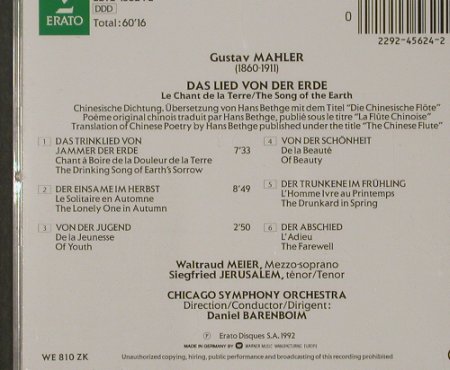 ERATO
DDD
Total: 60'16
0
2292-45624-2
Gustav MAHLER
(1860-1911)
DAS LIED VON DER ERDE
Le Chant de la Terre/The Song of the Earth
Chinesische Dichtung. Übersetzung von Hans Bethge mit dem Titel "Die Chinesische Flöte"
Poème original chinois traduit par Hans Bethge, publié sous le titre "La Flûte Chinoise"
Translation of Chinese Poetry by Hans Bethge published under the title "The Chinese Flute"
1 DAS TRINKLIED VON
JAMMER DER ERDE 7'33
Chant à Boire de la Douleur de la Terre
The Drinking Song of Earth's Sorrow
2 DER EINSAME IM HERBST 8'49
Le Solitaire en Automne
The Lonely One in Autumn
3 VON DER JUGEND 2'50
De la Jeunesse
Of Youth
4 VON DER SCHÖNHEIT
De la Beauté
Of Beauty
5 DER TRUNKENE IM FRÜHLING
L'Homme Ivre au Printemps
The Drunkard in Spring
6 DER ABSCHIED
L'Adieu
The Farewell
Waltraud MEIER, Mezzo-soprano
Siegfried JERUSALEM, ténor/Tenor
CHICAGO SYMPHONY ORCHESTRA
Direction/Conductor/Dirigent:
Daniel BARENBOIM
℗ Erato Disques S.A. 1992
MADE IN GERMANY BY WARNER MUSIC MANUFACTURING EUROPE
WE 810 ZK
Unauthorized copying, hiring, public performance and broadcasting of this recording prohibited